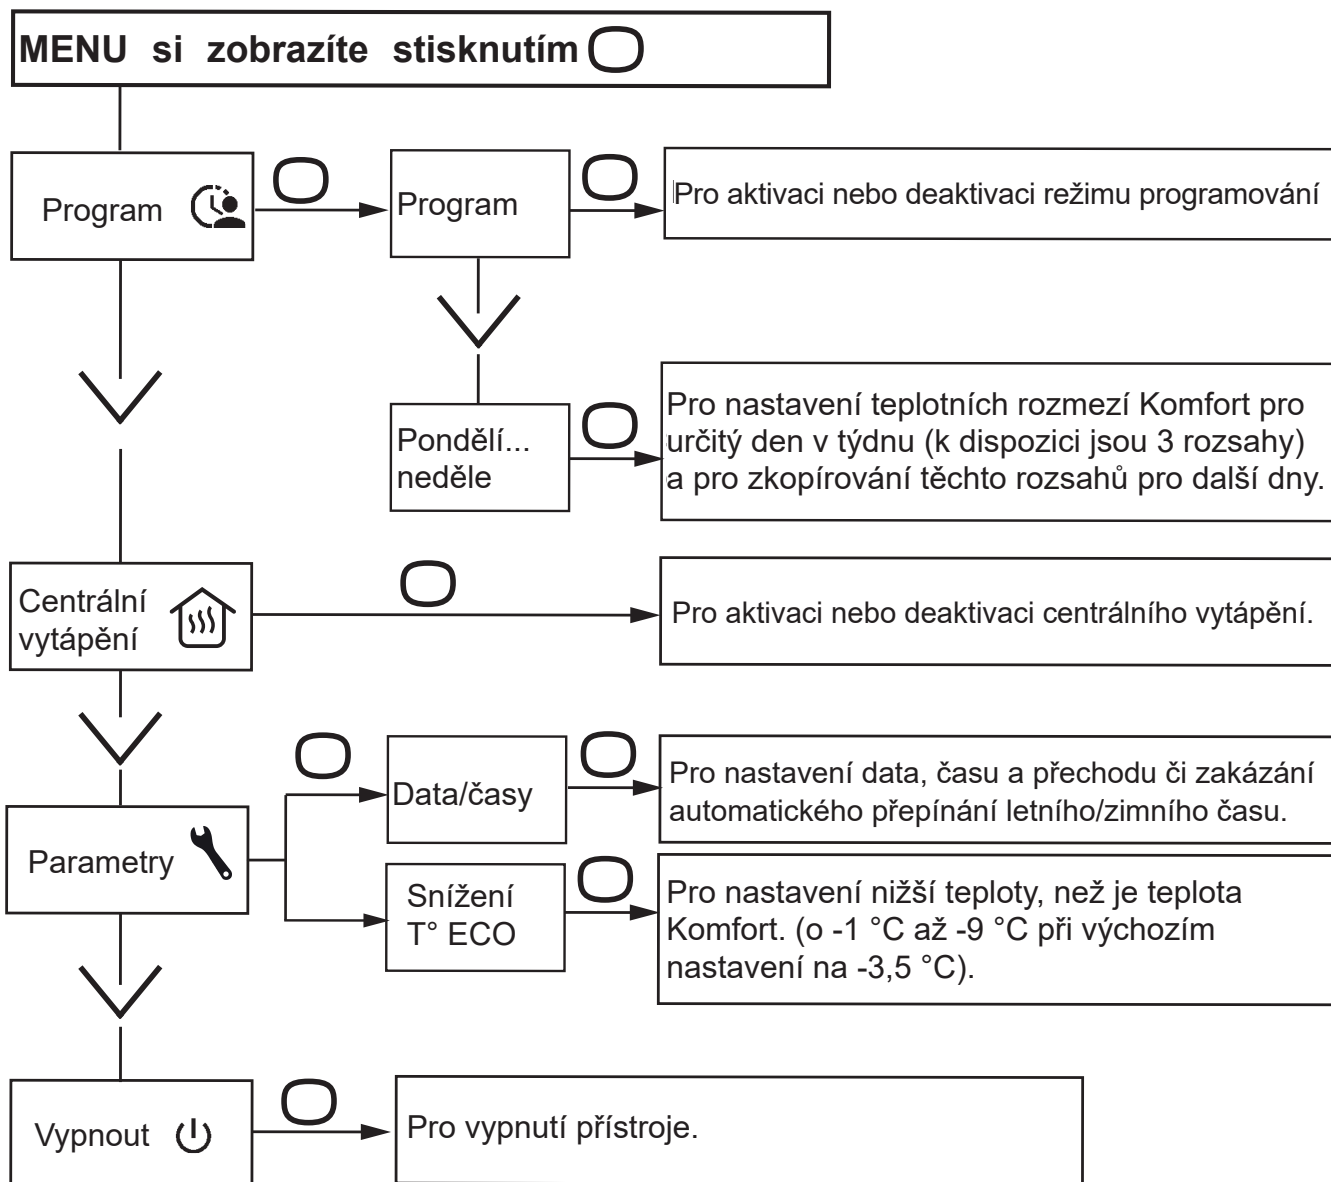 MENU si zobrazíte stisknutím
Program
Program
Pro aktivaci nebo deaktivaci režimu programování
Pondělí...
neděle
Pro nastavení teplotních rozmezí Komfort pro
určitý den v týdnu (k dispozici jsou 3 rozsahy)
a pro zkopírování těchto rozsahů pro další dny.
Centrální
vytápění
Pro aktivaci nebo deaktivaci centrálního vytápění.
Parametry
Data/časy
Pro nastavení data, času a přechodu či zakázání
automatického přepínání letního/zimního času.
Snížení
T° ECO
Pro nastavení nižší teploty, než je teplota
Komfort. (o -1 °C až -9 °C při výchozím
nastavení na -3,5 °C).
Vypnout
Pro vypnutí přístroje.